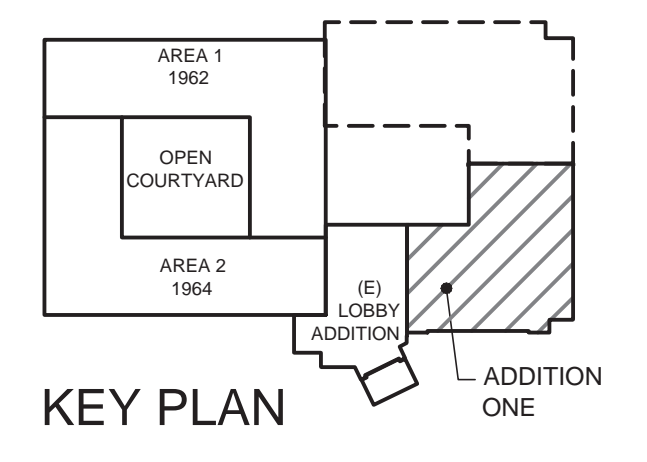 AREA 1
1962
OPEN
COURTYARD
AREA 2
1964
(E)
LOBBY
ADDITION
ADDITION
ONE
KEY PLAN